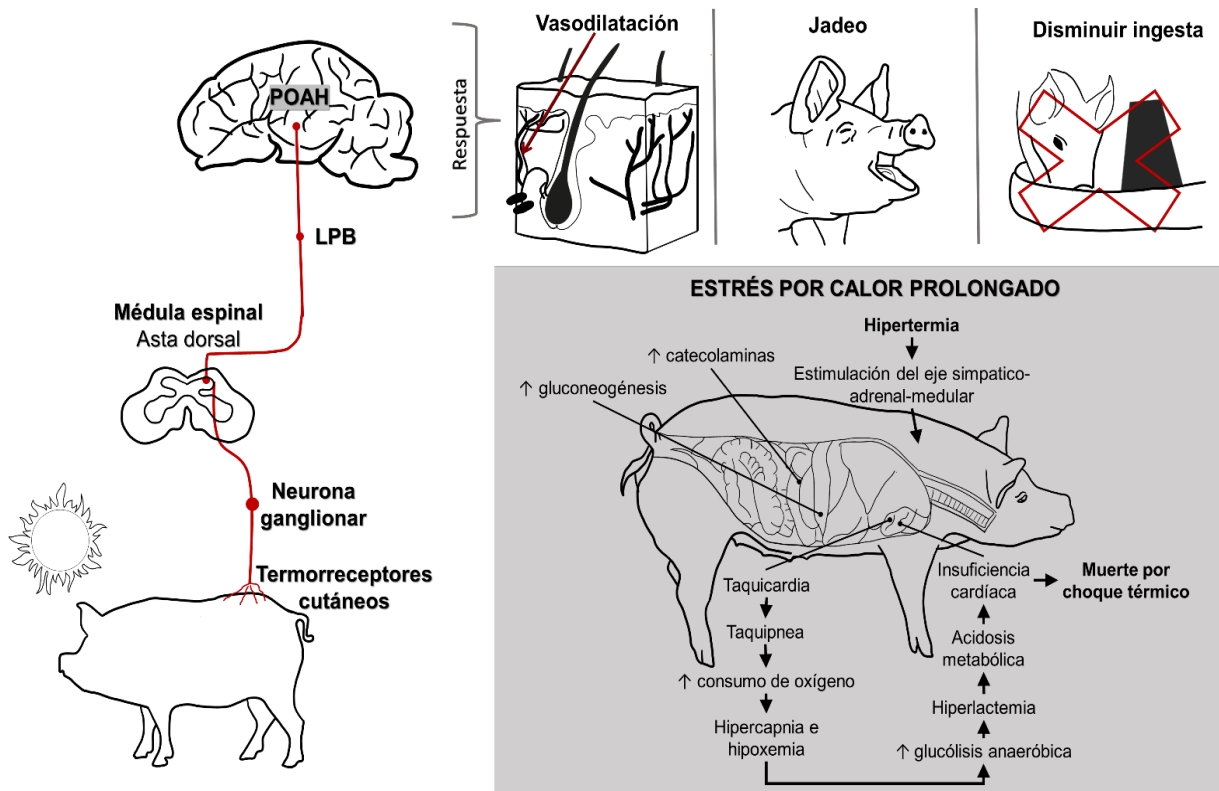 Vasodilatación
Jadeo
Disminuir ingesta
Respuesta
POAH
LPB
Médula espinal
Asta dorsal
Neurona
ganglionar
Termorreceptores
cutáneos
ESTRÉS POR CALOR PROLONGADO
Hipertermia
↑ catecolaminas
Estimulación del eje simpatico-
adrenal-medular
↑ gluconeogénesis
Taquicardia
Taquipnea
↑ consumo de oxígeno
Hipercapnia e
hipoxemia
↑ glucólisis anaeróbica
Hiperlactemia
Acidosis
metabólica
Insuficiencia
cardíaca
Muerte por
choque térmico